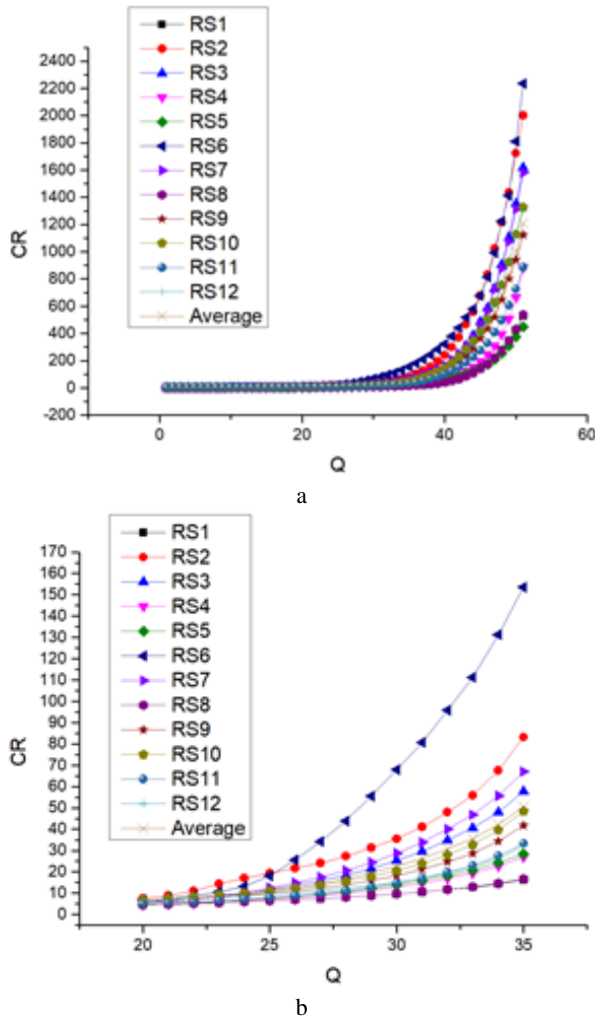 RS1
RS2
RS3
RS4
RS5
RS6
RS7
RS8
RS9
RS10
RS11
RS12
Average
2400
2200
2000
1800
1600
1400
1200
1000
800
600
400
200
0
-200
CR
0 20 40 60
Q
a
RS1
RS2
RS3
RS4
RS5
RS6
RS7
RS8
RS9
RS10
RS11
RS12
Average
170
160
150
140
130
120
110
100
90
80
70
60
50
40
30
20
10
0
CR
20 25 30 35
Q
b